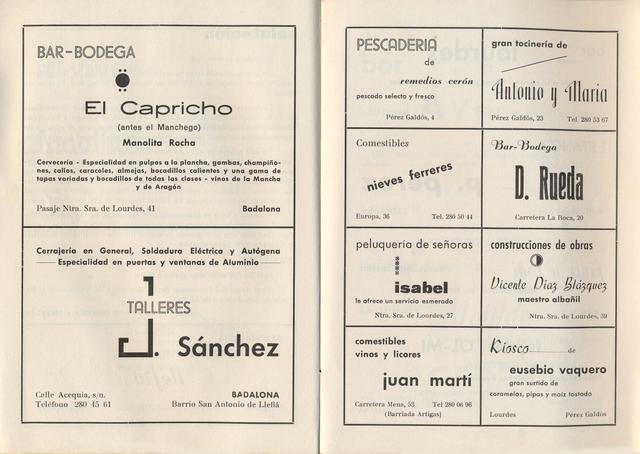 BAR-BODEGA
El Capricho
(antes el Manchego)
Manolita Rocha
Cervecería - Especialidad en pulpos a la plancha, gambas, champiño-
nes, callos, caracoles, almejas, bocadillos calientes y una gama de
tapas variadas y bocadillos de todas las clases - vinos de la Mancha
y de Aragón
Pasaje Ntra. Sra. de Lourdes, 41 Badalona
Cerrajería en General, Soldadura Eléctrica y Autógena
Especialidad en puertas y ventanas de Aluminio
TALLERES
J. Sánchez
Calle Acequia, s/n. BADALONA
Teléfono 280 45 61 Barrio San Antonio de Llefiá
PESCADERIA
de
remedios cerón
pescado selecto y fresco
Pérez Galdós, 4
gran tocinería de
Antonio y Maria
Pérez Galdós, 23 Tel. 280 53 67
Comestibles
nieves ferreres
Europa, 36 Tel. 280 50 44
Bar-Bodega
D. Rueda
Carretera La Roca, 20
peluquería de señoras
isabel
le ofrece un servicio esmerado
Ntra. Sra. de Lourdes, 27
construcciones de obras
Vicente Diaz Blázquez
maestro albañil
Ntra. Sra. de Lourdes, 39
comestibles
vinos y licores
juan martí
Carretera Mena, 53 Tel 280 06 96
(Barriada Artigas)
Kiosco de
eusebio vaquero
gran surtido de
caramelos, pipas y maíz tostado
Lourdes Pérez Galdós